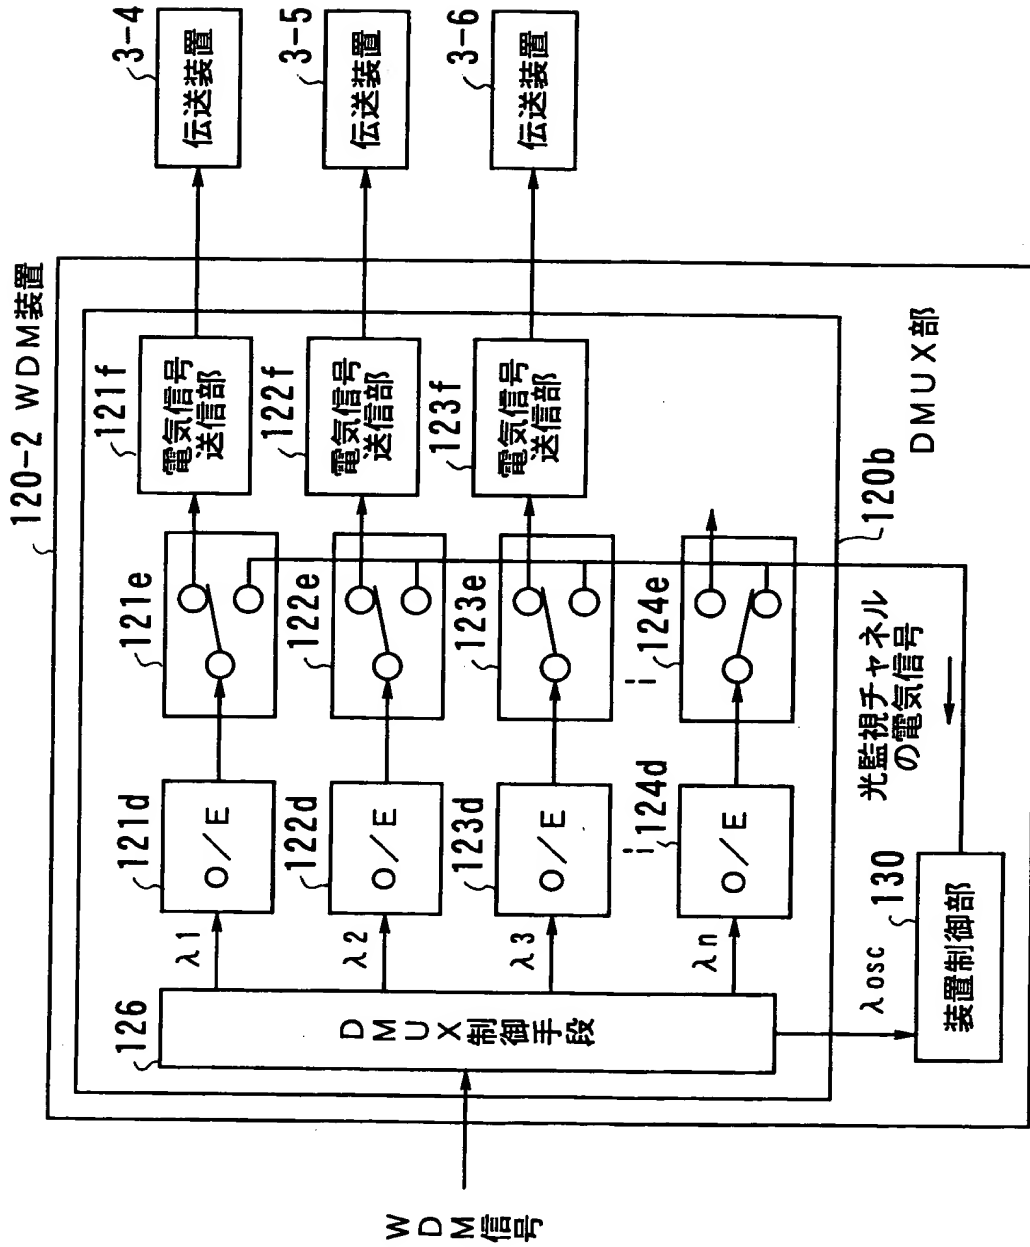 120-2 WDM装置
121d
O/E
121e
121f
電気信号
送信部
3-4
伝送装置
λ1
122d
O/E
122e
122f
電気信号
送信部
3-5
伝送装置
λ2
123d
O/E
123e
123f
電気信号
送信部
3-6
伝送装置
λ3
124d
O/E
124e
λn
126
DMUX制御手段
WDM信号
120b
DMUX部
λosc
130
装置制御部
光監視チャネル
の電気信号